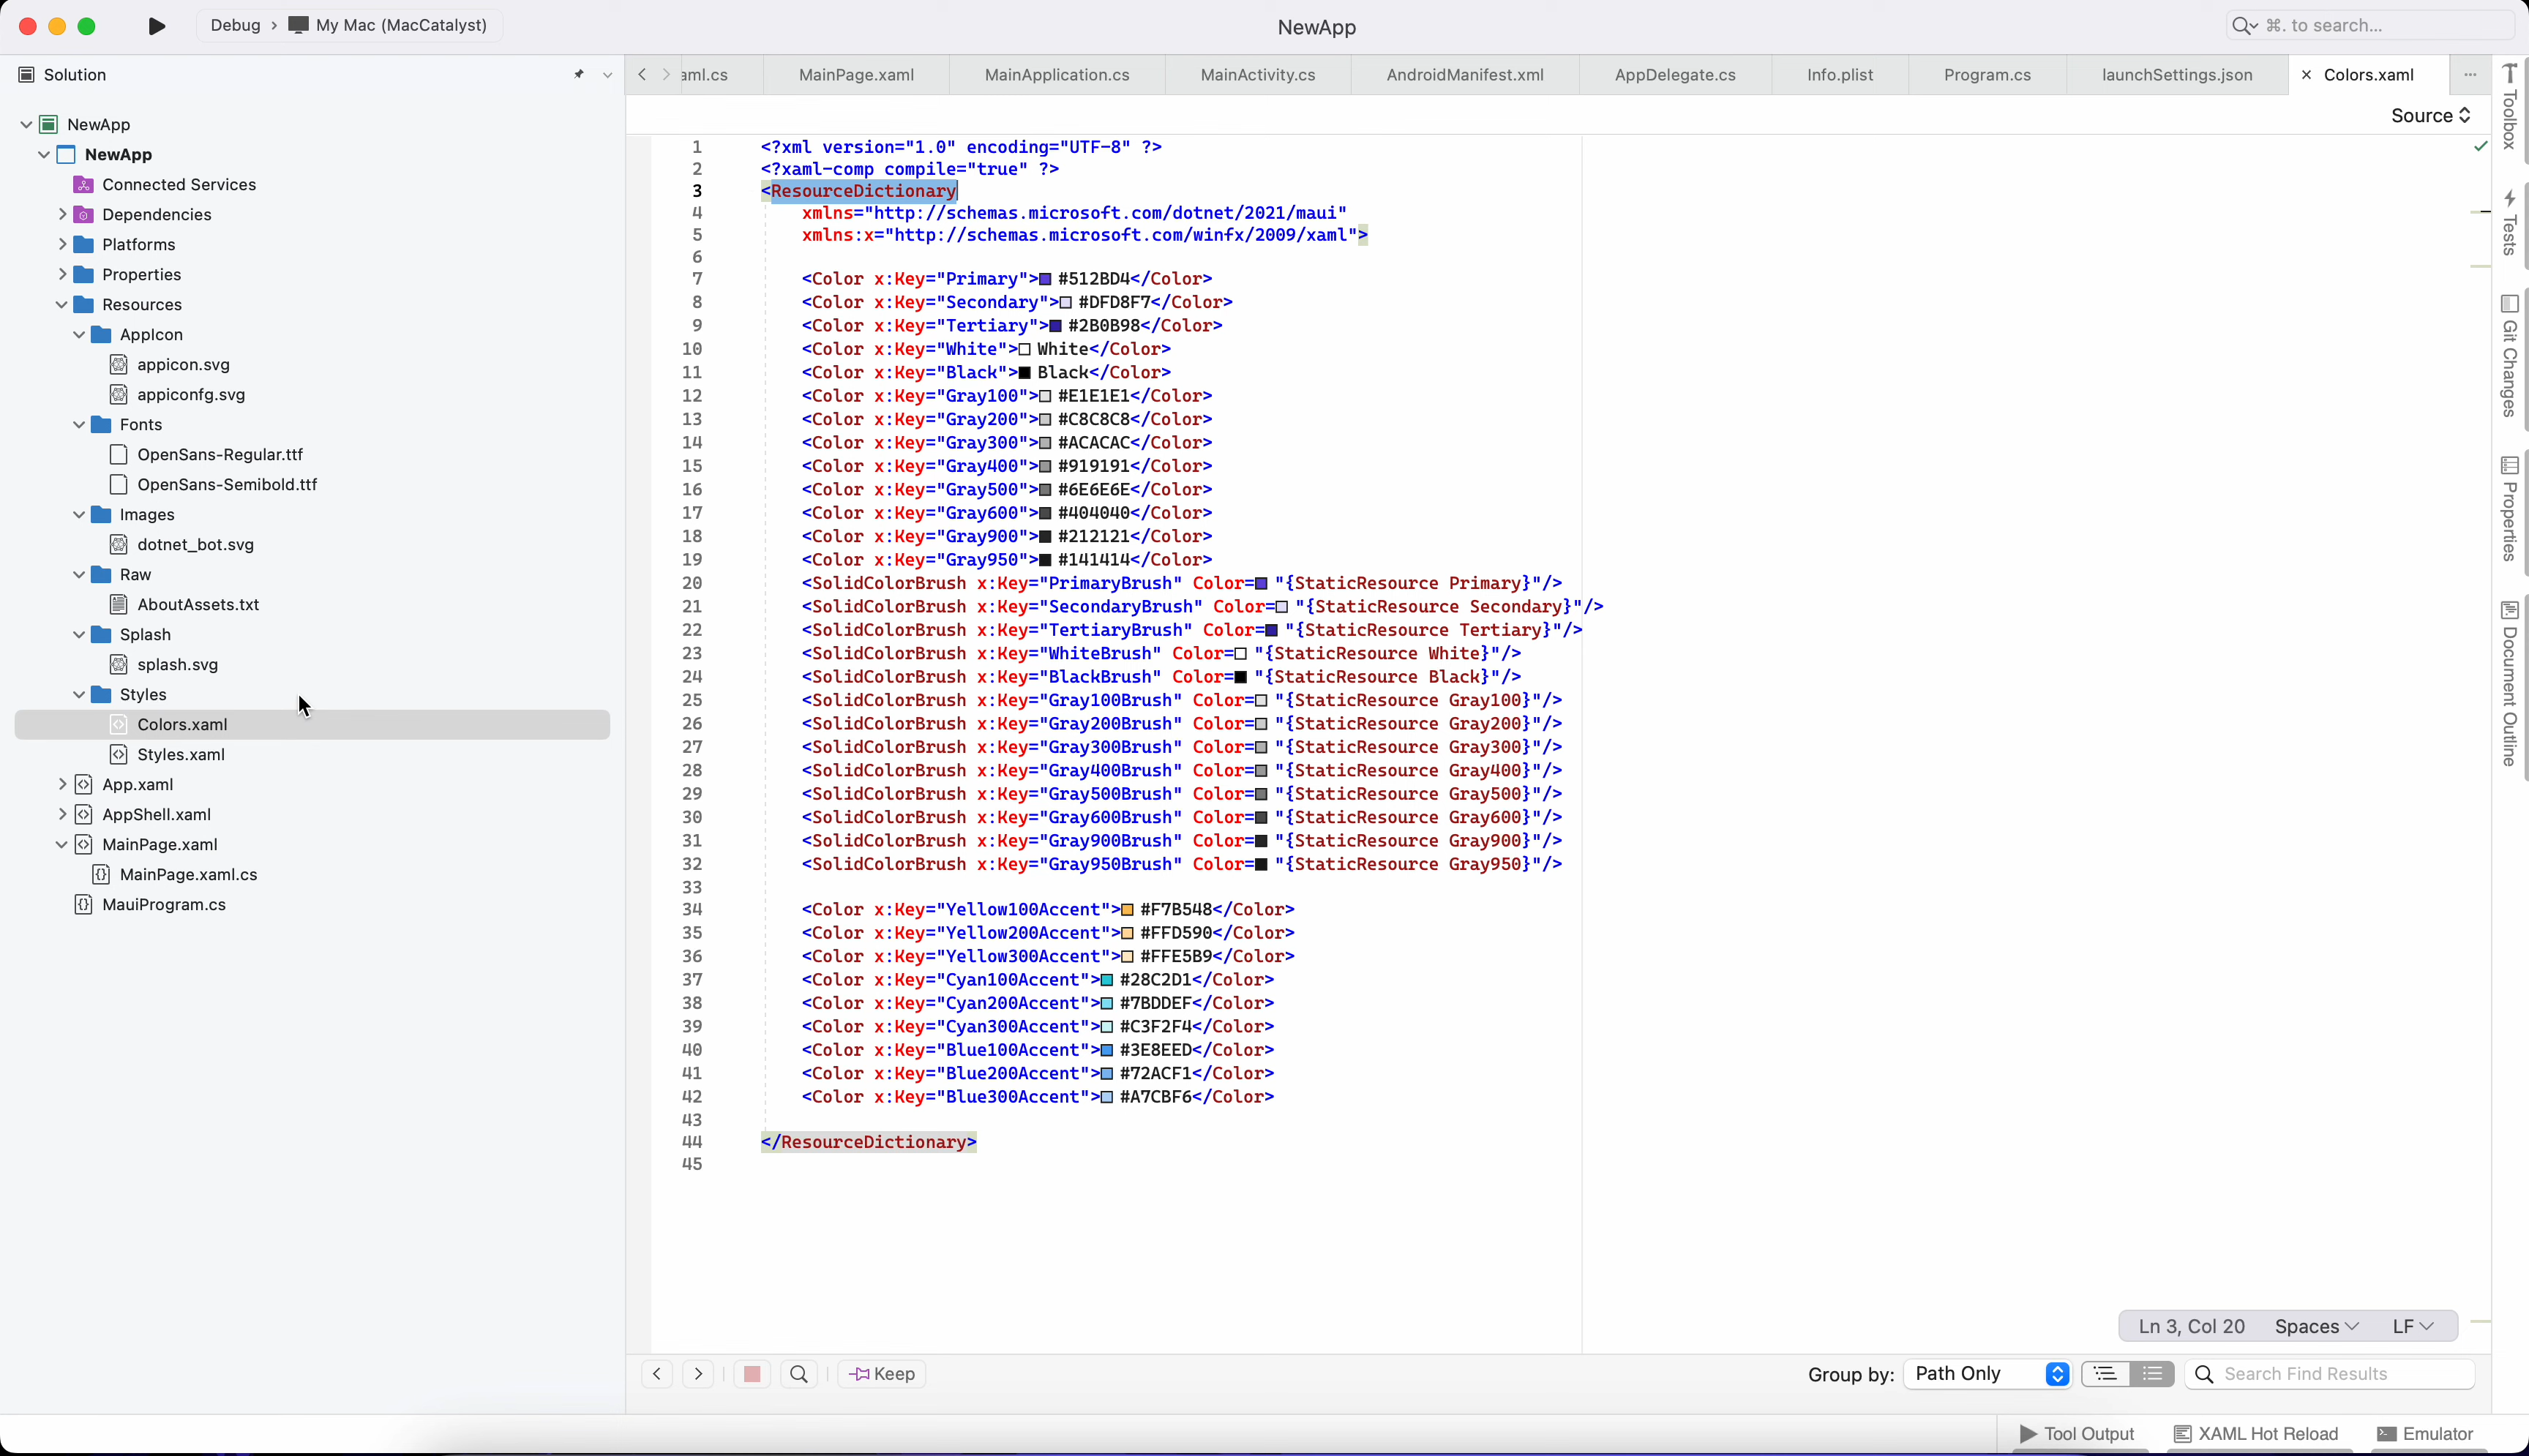 Debug › My Mac (MacCatalyst)
NewApp
⌘. to search...
Solution
aml.cs
MainPage.xaml
MainApplication.cs
MainActivity.cs
AndroidManifest.xml
AppDelegate.cs
Info.plist
Program.cs
launchSettings.json
× Colors.xaml
Source
NewApp
NewApp
Connected Services
Dependencies
Platforms
Properties
Resources
AppIcon
appicon.svg
appiconfg.svg
Fonts
OpenSans-Regular.ttf
OpenSans-Semibold.ttf
Images
dotnet_bot.svg
Raw
AboutAssets.txt
Splash
splash.svg
Styles
Colors.xaml
Styles.xaml
App.xaml
AppShell.xaml
MainPage.xaml
MainPage.xaml.cs
MauiProgram.cs
1 <?xml version="1.0" encoding="UTF-8" ?>
2 <?xaml-comp compile="true" ?>
3 <ResourceDictionary
4 xmlns="http://schemas.microsoft.com/dotnet/2021/maui"
5 xmlns:x="http://schemas.microsoft.com/winfx/2009/xaml">
6
7 <Color x:Key="Primary"> #512BD4</Color>
8 <Color x:Key="Secondary"> #DFD8F7</Color>
9 <Color x:Key="Tertiary"> #2B0B98</Color>
10 <Color x:Key="White"> White</Color>
11 <Color x:Key="Black"> Black</Color>
12 <Color x:Key="Gray100"> #E1E1E1</Color>
13 <Color x:Key="Gray200"> #C8C8C8</Color>
14 <Color x:Key="Gray300"> #ACACAC</Color>
15 <Color x:Key="Gray400"> #919191</Color>
16 <Color x:Key="Gray500"> #6E6E6E</Color>
17 <Color x:Key="Gray600"> #404040</Color>
18 <Color x:Key="Gray900"> #212121</Color>
19 <Color x:Key="Gray950"> #141414</Color>
20 <SolidColorBrush x:Key="PrimaryBrush" Color= "{StaticResource Primary}"/>
21 <SolidColorBrush x:Key="SecondaryBrush" Color= "{StaticResource Secondary}"/>
22 <SolidColorBrush x:Key="TertiaryBrush" Color= "{StaticResource Tertiary}"/>
23 <SolidColorBrush x:Key="WhiteBrush" Color= "{StaticResource White}"/>
24 <SolidColorBrush x:Key="BlackBrush" Color= "{StaticResource Black}"/>
25 <SolidColorBrush x:Key="Gray100Brush" Color= "{StaticResource Gray100}"/>
26 <SolidColorBrush x:Key="Gray200Brush" Color= "{StaticResource Gray200}"/>
27 <SolidColorBrush x:Key="Gray300Brush" Color= "{StaticResource Gray300}"/>
28 <SolidColorBrush x:Key="Gray400Brush" Color= "{StaticResource Gray400}"/>
29 <SolidColorBrush x:Key="Gray500Brush" Color= "{StaticResource Gray500}"/>
30 <SolidColorBrush x:Key="Gray600Brush" Color= "{StaticResource Gray600}"/>
31 <SolidColorBrush x:Key="Gray900Brush" Color= "{StaticResource Gray900}"/>
32 <SolidColorBrush x:Key="Gray950Brush" Color= "{StaticResource Gray950}"/>
33
34 <Color x:Key="Yellow100Accent"> #F7B548</Color>
35 <Color x:Key="Yellow200Accent"> #FFD590</Color>
36 <Color x:Key="Yellow300Accent"> #FFE5B9</Color>
37 <Color x:Key="Cyan100Accent"> #28C2D1</Color>
38 <Color x:Key="Cyan200Accent"> #7BDDEF</Color>
39 <Color x:Key="Cyan300Accent"> #C3F2F4</Color>
40 <Color x:Key="Blue100Accent"> #3E8EED</Color>
41 <Color x:Key="Blue200Accent"> #72ACF1</Color>
42 <Color x:Key="Blue300Accent"> #A7CBF6</Color>
43
44 </ResourceDictionary>
45
Toolbox
Tests
Git Changes
Properties
Document Outline
Ln 3, Col 20 Spaces LF
Keep
Group by: Path Only
Search Find Results
Tool Output
XAML Hot Reload
Emulator